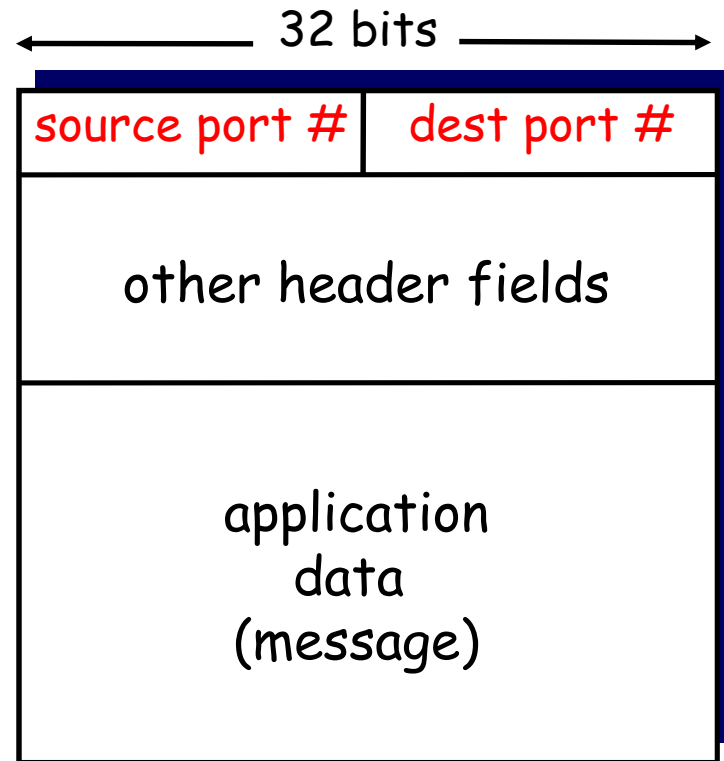 32 bits
source port # dest port #
other header fields
application
data
(message)